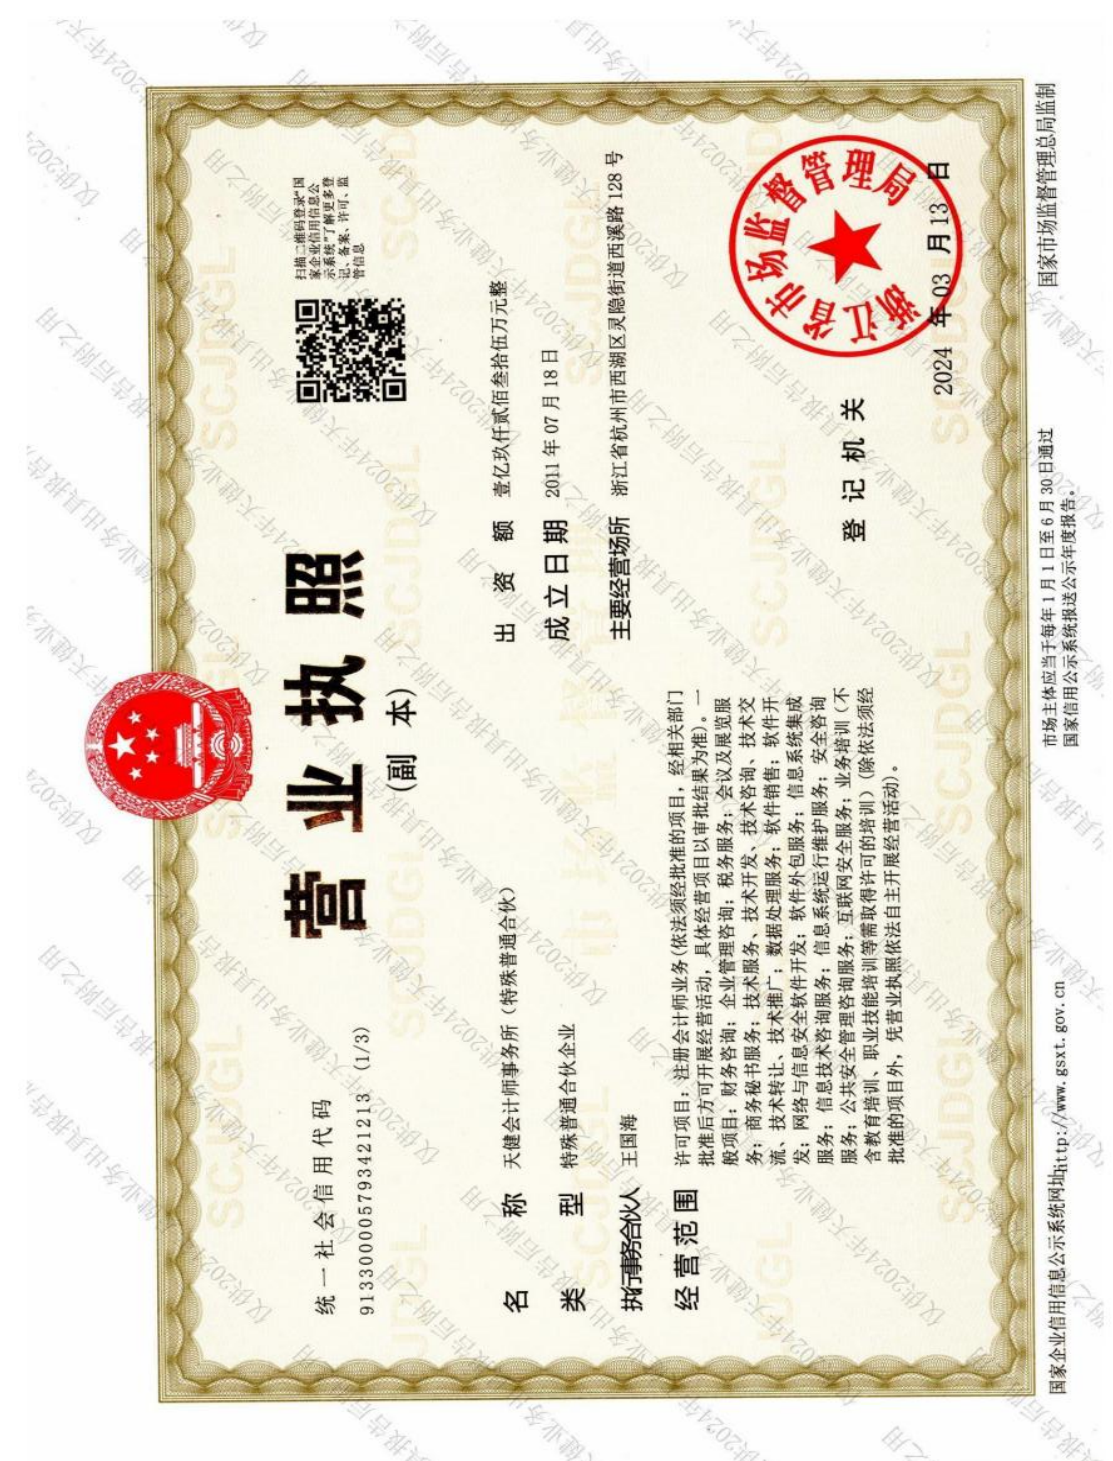 营业执照
(副 本)
统一社会信用代码
913300005793421213 (1/3)
扫描二维码登录“国
家企业信用信息公
示系统”了解更多登
记、备案、许可、监
管信息
名 称 天健会计师事务所（特殊普通合伙）
类 型 特殊普通合伙企业
执行事务合伙人 王国海
经营范围 许可项目：注册会计师业务(依法须经批准的项目，经相关部门
批准后方可开展经营活动，具体经营项目以审批结果为准)。一
般项目：财务咨询；企业管理咨询；税务服务；会议及展览服
务；商务秘书服务；技术服务、技术开发、技术咨询、技术交
流、技术转让、技术推广；数据处理服务；软件销售；软件开
发；网络与信息安全软件开发；软件外包服务；信息系统集成
服务；信息技术咨询服务；信息系统运行维护服务；安全咨询
服务；公共安全管理咨询服务；互联网安全服务；业务培训（不
含教育培训、职业技能培训等需取得许可的培训）(除依法须经
批准的项目外，凭营业执照依法自主开展经营活动)。
出 资 额 壹亿玖仟贰佰叁拾伍万元整
成立日期 2011年07月18日
主要经营场所 浙江省杭州市西湖区灵隐街道西溪路128号
登记机关
浙江省市场监督管理局
2024 年 03 月 13 日
国家企业信用信息公示系统网址http://www.gsxt.gov.cn
市场主体应当于每年1月1日至6月30日通过
国家信用公示系统报送公示年度报告。
国家市场监督管理总局监制